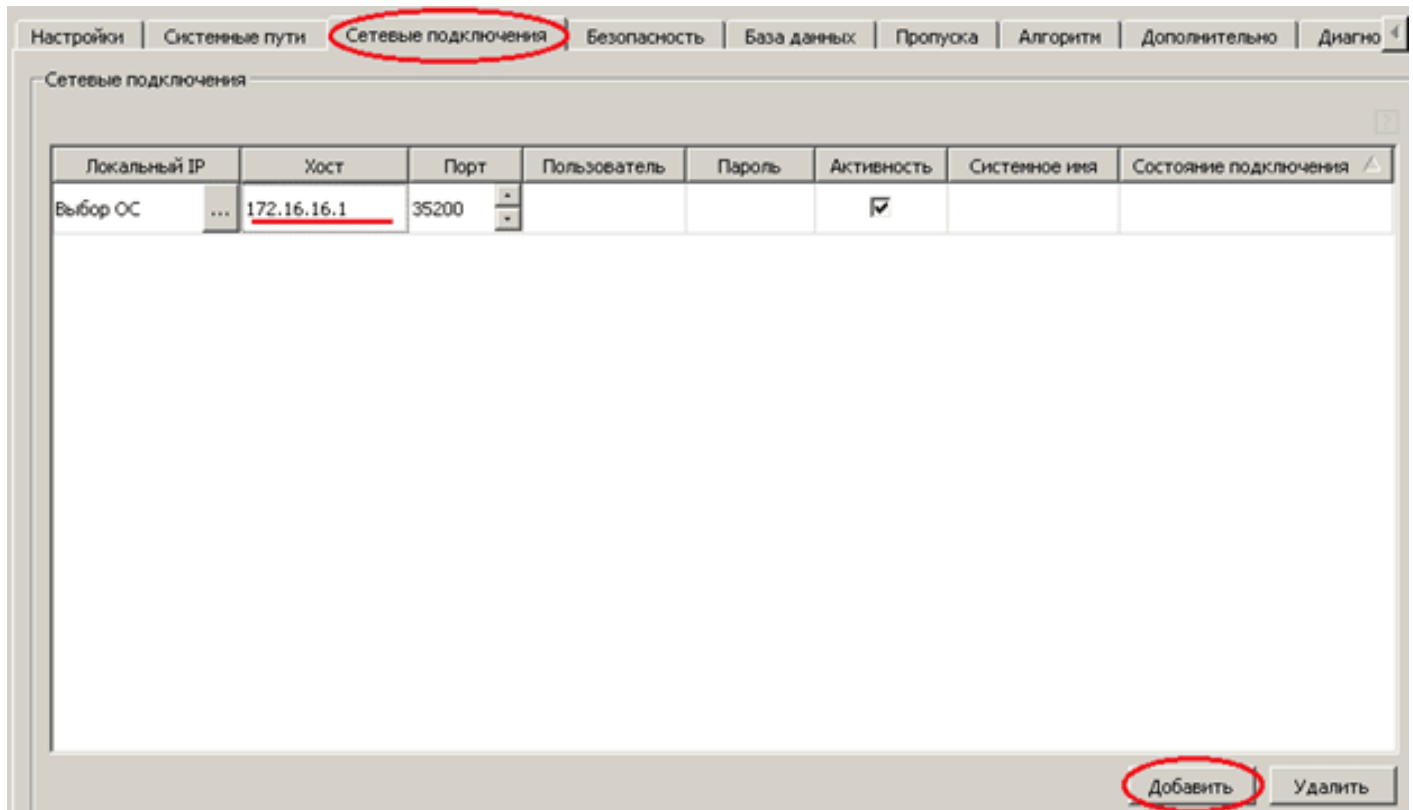 Настройки Системные пути Сетевые подключения Безопасность База данных Пропуска Алгоритм Дополнительно Диагно
Сетевые подключения
?
Локальный IP Хост Порт Пользователь Пароль Активность Системное имя Состояние подключения
Выбор ОС ... 172.16.16.1 35200
Добавить Удалить